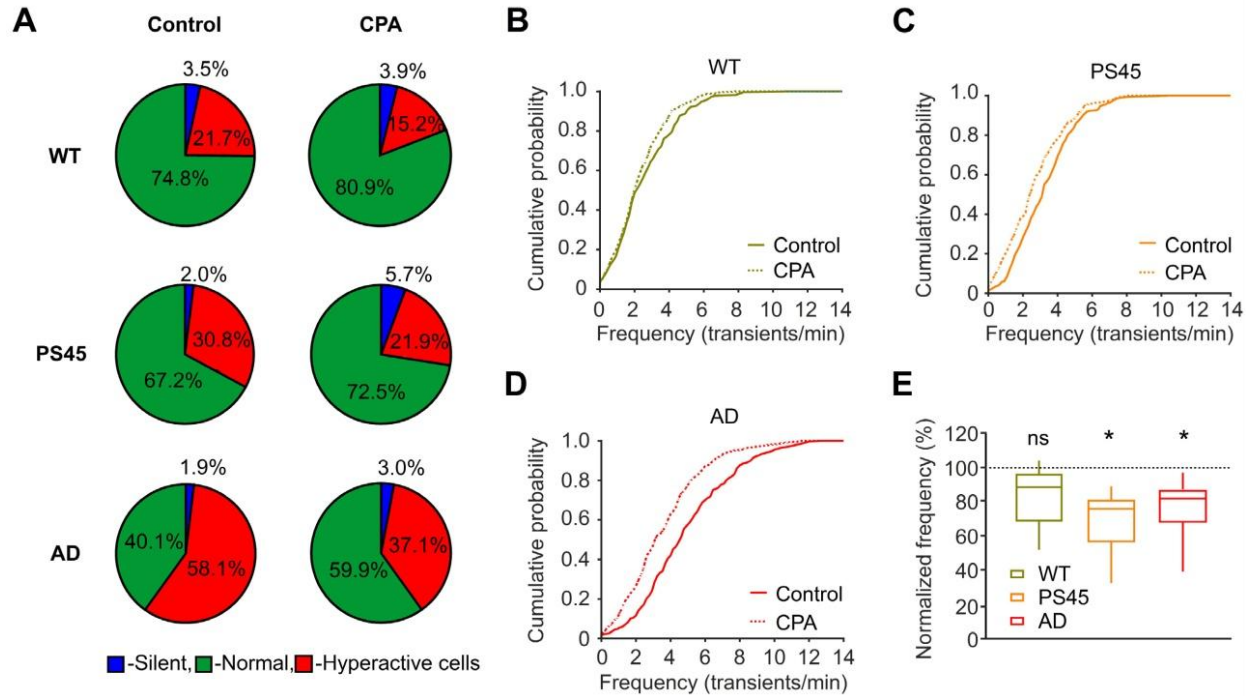 A
Control
CPA
WT
3.5%
21.7%
74.8%
3.9%
15.2%
80.9%
PS45
2.0%
30.8%
67.2%
5.7%
21.9%
72.5%
AD
1.9%
40.1%
58.1%
3.0%
37.1%
59.9%
-Silent, -Normal, -Hyperactive cells
B
WT
Cumulative probability
1.0
0.8
0.6
0.4
0.2
0
0 2 4 6 8 10 12 14
Frequency (transients/min)
Control
CPA
C
PS45
Cumulative probability
1.0
0.8
0.6
0.4
0.2
0
0 2 4 6 8 10 12 14
Frequency (transients/min)
Control
CPA
D
AD
Cumulative probability
1.0
0.8
0.6
0.4
0.2
0
0 2 4 6 8 10 12 14
Frequency (transients/min)
Control
CPA
E
Normalized frequency (%)
120
100
80
60
40
20
0
ns * *
WT
PS45
AD